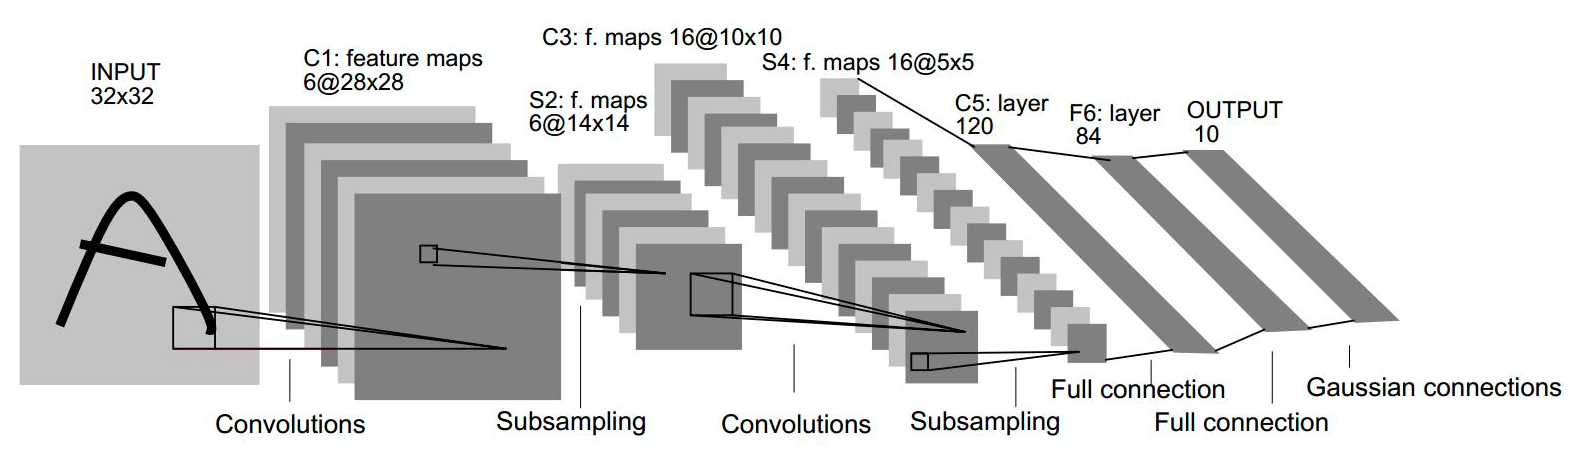 INPUT
32x32
C1: feature maps
6@28x28
S2: f. maps
6@14x14
C3: f. maps 16@10x10
S4: f. maps 16@5x5
C5: layer
120
F6: layer
84
OUTPUT
10
Convolutions
Subsampling
Convolutions
Subsampling
Full connection
Full connection
Gaussian connections